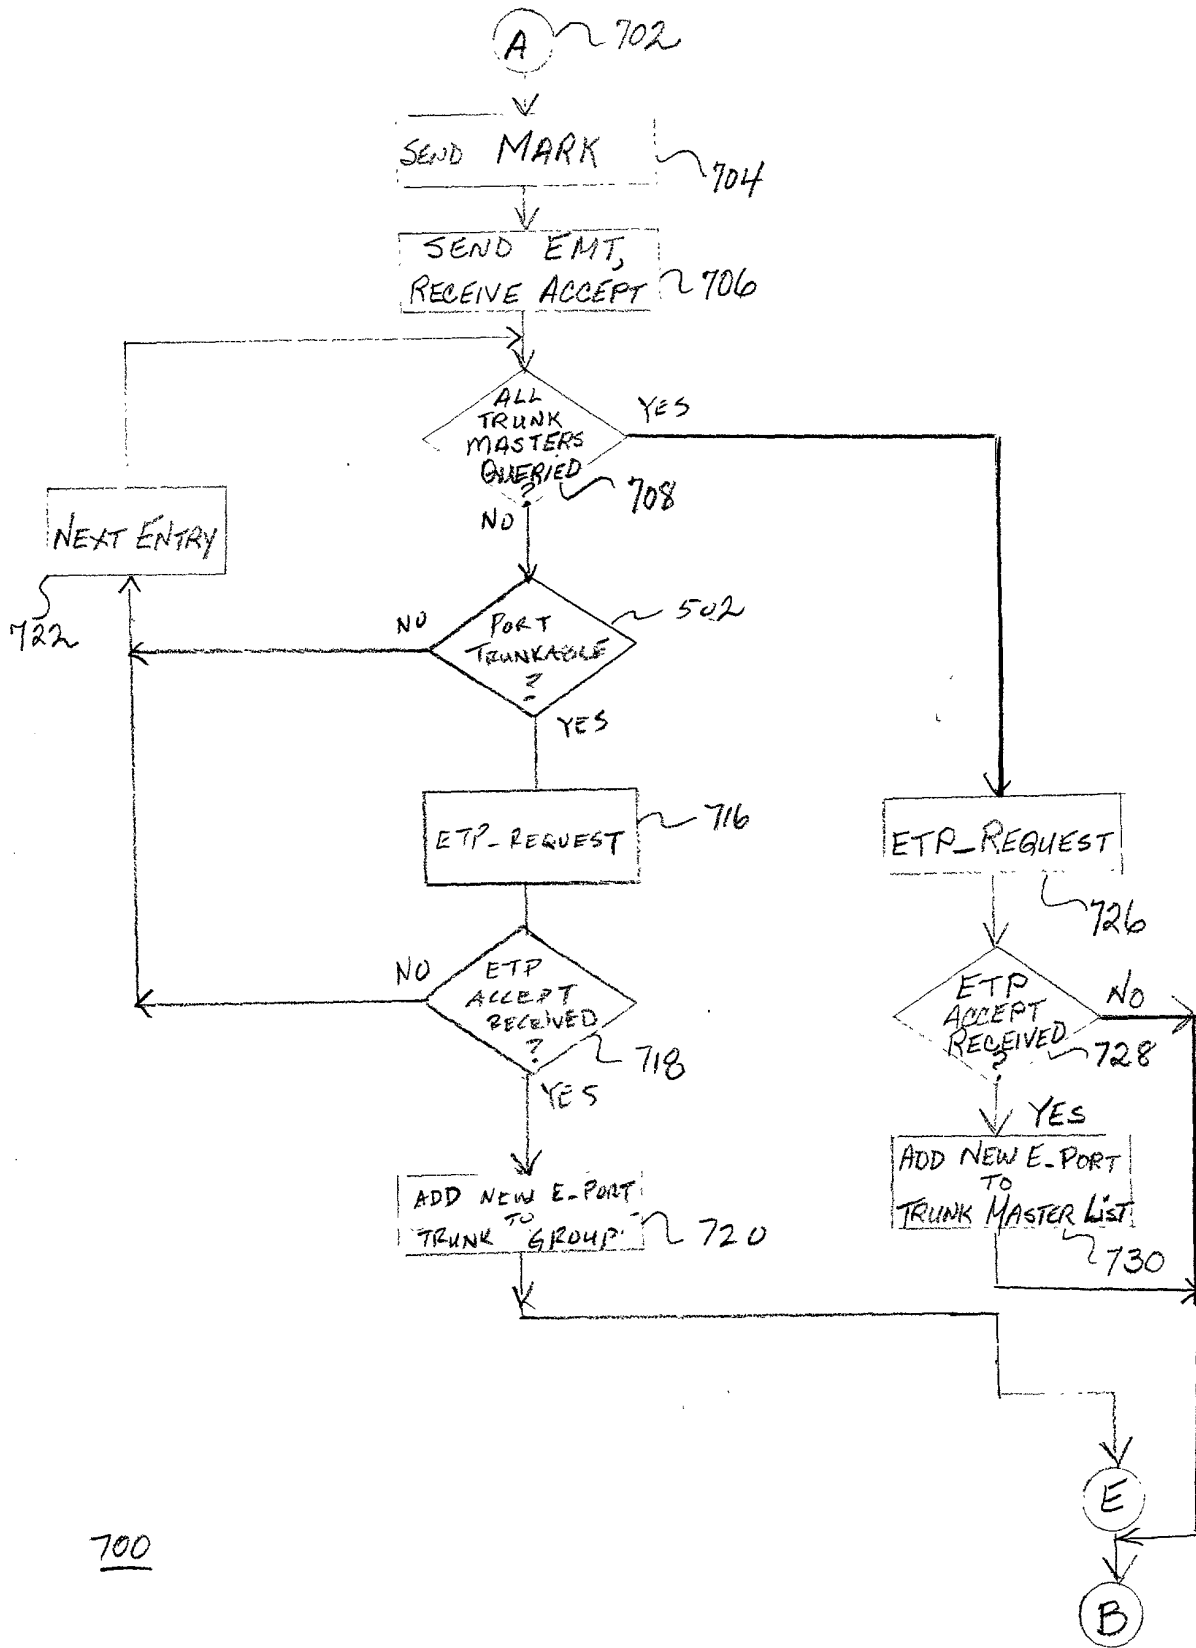 A 702
SEND MARK
704
SEND EMT,
RECEIVE ACCEPT 706
ALL
TRUNK
MASTERS
QUERIED
?
708
YES
NO
NEXT ENTRY
722
PORT
TRUNKABLE
?
502
NO
YES
ETP_REQUEST
716
ETP_REQUEST
726
ETP
ACCEPT
RECEIVED
?
718
NO
YES
ETP
ACCEPT
RECEIVED
?
728
NO
YES
ADD NEW E_PORT
TO
TRUNK GROUP
720
ADD NEW E_PORT
TO
TRUNK MASTER LIST
730
E
700
B